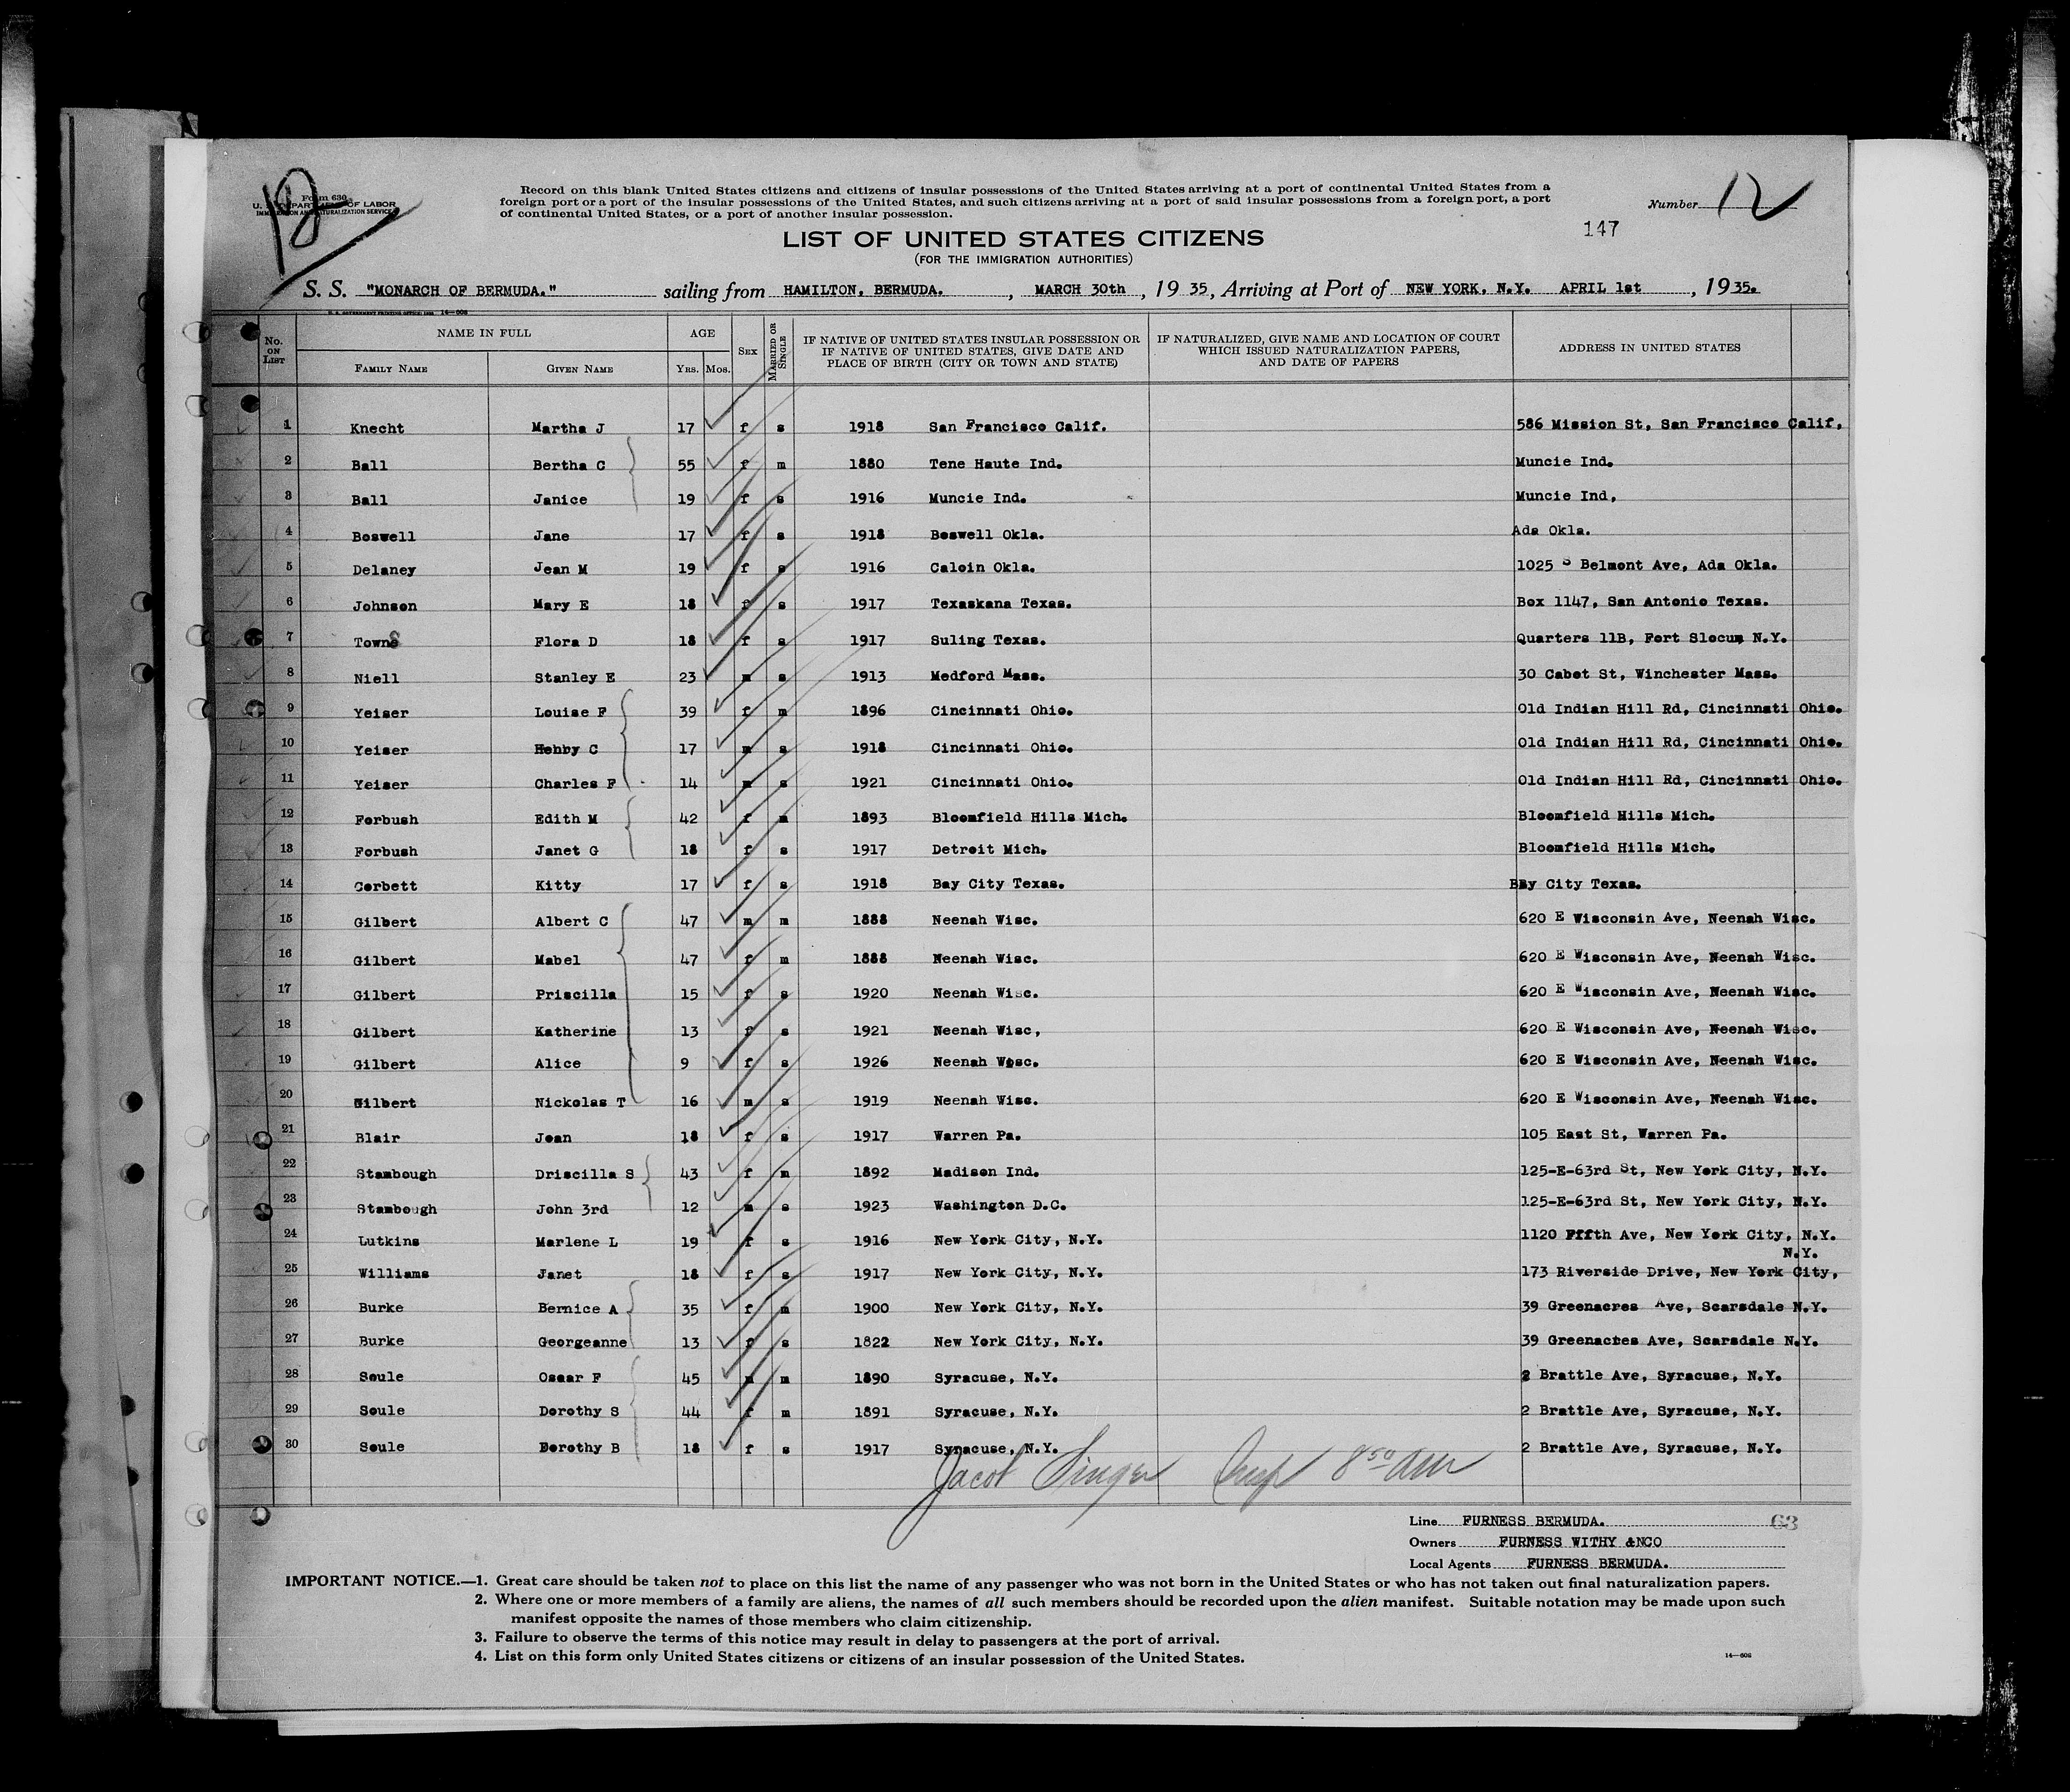 Form 630
U. S. DEPARTMENT OF LABOR
IMMIGRATION AND NATURALIZATION SERVICE
Record on this blank United States citizens and citizens of insular possessions of the United States arriving at a port of continental United States from a
foreign port or a port of the insular possessions of the United States, and such citizens arriving at a port of said insular possessions from a foreign port, a port
of continental United States, or a port of another insular possession.
Number 12
147
LIST OF UNITED STATES CITIZENS
(FOR THE IMMIGRATION AUTHORITIES)
S. S. "MONARCH OF BERMUDA." sailing from HAMILTON, BERMUDA. , MARCH 30th , 19 35, Arriving at Port of NEW YORK, N.Y. APRIL 1st , 19 35.
No. ON LIST NAME IN FULL AGE SEX MARRIED OR SINGLE IF NATIVE OF UNITED STATES INSULAR POSSESSION OR IF NATIVE OF UNITED STATES, GIVE DATE AND PLACE OF BIRTH (CITY OR TOWN AND STATE) IF NATURALIZED, GIVE NAME AND LOCATION OF COURT WHICH ISSUED NATURALIZATION PAPERS, AND DATE OF PAPERS ADDRESS IN UNITED STATES
FAMILY NAME GIVEN NAME YRS. MOS.
1 Knecht Martha J 17 f s 1918 San Francisco Calif. 586 Mission St, San Francisco Calif,
2 Ball Bertha C 55 f m 1880 Tene Haute Ind. Muncie Ind.
3 Ball Janice 19 f s 1916 Muncie Ind. Muncie Ind,
4 Boswell Jane 17 f s 1918 Boswell Okla. Ada Okla.
5 Delaney Jean M 19 f s 1916 Caloin Okla. 1025 S Belmont Ave, Ada Okla.
6 Johnson Mary E 18 f s 1917 Texaskana Texas. Box 1147, San Antonio Texas.
7 Towns Flora D 18 f s 1917 Suling Texas. Quarters 11B, Fort Slocum N.Y.
8 Niell Stanley E 23 m s 1913 Medford Mass. 30 Cabot St, Winchester Mass.
9 Yeiser Louise F 39 f m 1896 Cincinnati Ohio. Old Indian Hill Rd, Cincinnati Ohio.
10 Yeiser Henby C 17 m s 1918 Cincinnati Ohio. Old Indian Hill Rd, Cincinnati Ohio.
11 Yeiser Charles F 14 m s 1921 Cincinnati Ohio. Old Indian Hill Rd, Cincinnati Ohio.
12 Forbush Edith M 42 f m 1893 Bloomfield Hills Mich. Bloomfield Hills Mich.
13 Forbush Janet G 18 f s 1917 Detroit Mich. Bloomfield Hills Mich.
14 Corbett Kitty 17 f s 1918 Bay City Texas. Bay City Texas.
15 Gilbert Albert C 47 m m 1888 Neenah Wisc. 620 E Wisconsin Ave, Neenah Wisc.
16 Gilbert Mabel 47 f m 1888 Neenah Wisc. 620 E Wisconsin Ave, Neenah Wisc.
17 Gilbert Priscilla 15 f s 1920 Neenah Wisc. 620 E Wisconsin Ave, Neenah Wisc.
18 Gilbert Katherine 13 f s 1921 Neenah Wisc, 620 E Wisconsin Ave, Neenah Wisc.
19 Gilbert Alice 9 f s 1926 Neenah Wosc. 620 E Wisconsin Ave, Neenah Wisc.
20 Gilbert Nickolas T 16 m s 1919 Neenah Wisc. 620 E Wisconsin Ave, Neenah Wisc.
21 Blair Jean 18 f s 1917 Warren Pa. 105 East St, Warren Pa.
22 Stambough Driscilla S 43 f m 1892 Madison Ind. 125-E-63rd St, New York City, N.Y.
23 Stambough John 3rd 12 m s 1923 Washington D.C. 125-E-63rd St, New York City, N.Y.
24 Lutkins Marlene L 19 f s 1916 New York City, N.Y. 1120 Fffth Ave, New York City, N.Y.
N.Y.
25 Williams Janet 18 f s 1917 New York City, N.Y. 173 Riverside Drive, New York City,
26 Burke Bernice A 35 f m 1900 New York City, N.Y. 39 Greenacres Ave, Scarsdale N.Y.
27 Burke Georgeanne 13 f s 1822 New York City, N.Y. 39 Greenacres Ave, Scarsdale N.Y.
28 Soule Oscar F 45 m m 1890 Syracuse, N.Y. 2 Brattle Ave, Syracuse, N.Y.
29 Soule Dorothy S 44 f m 1891 Syracuse, N.Y. 2 Brattle Ave, Syracuse, N.Y.
30 Soule Dorothy B 18 f s 1917 Synacuse, N.Y. 2 Brattle Ave, Syracuse, N.Y.
Jacob Singer Insp 8 50 am
Line FURNESS BERMUDA. 63
Owners FURNESS WITHY &NCO
Local Agents FURNESS BERMUDA.
IMPORTANT NOTICE.—1. Great care should be taken not to place on this list the name of any passenger who was not born in the United States or who has not taken out final naturalization papers.
2. Where one or more members of a family are aliens, the names of all such members should be recorded upon the alien manifest. Suitable notation may be made upon such
manifest opposite the names of those members who claim citizenship.
3. Failure to observe the terms of this notice may result in delay to passengers at the port of arrival.
4. List on this form only United States citizens or citizens of an insular possession of the United States.
14—608